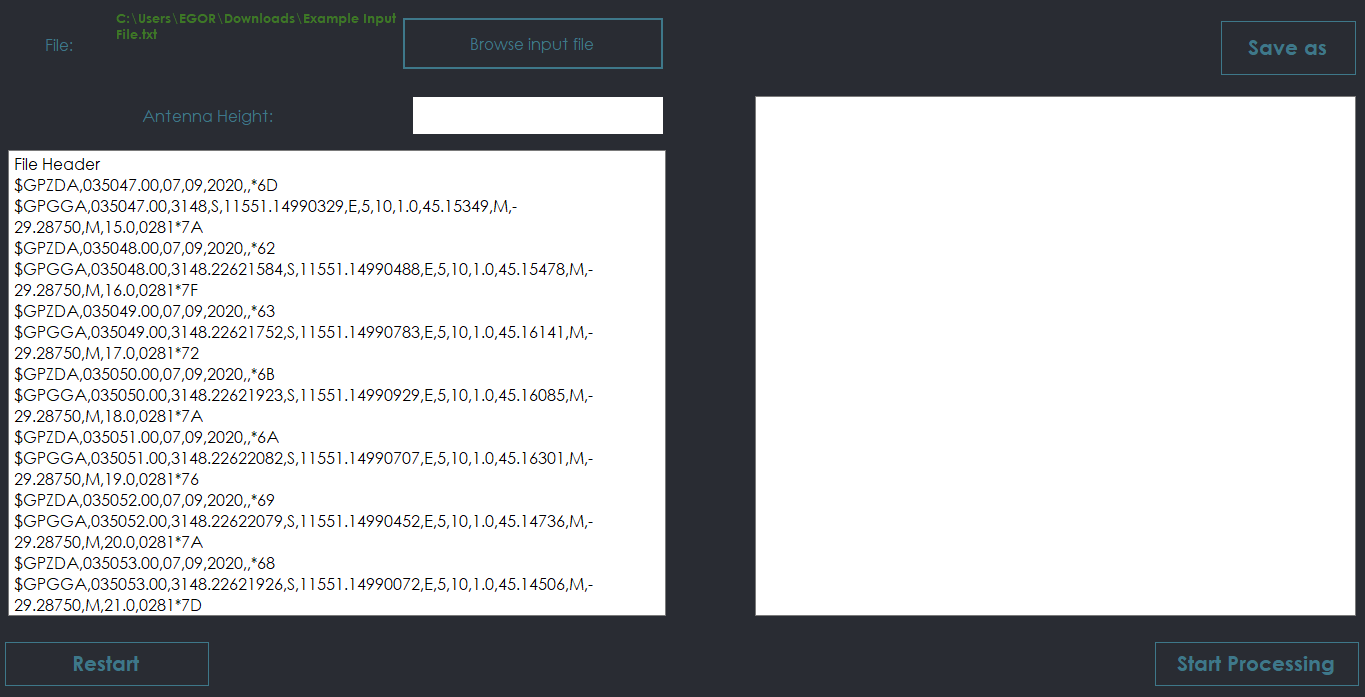 File:
C:\Users\EGOR\Downloads\Example Input
File.txt
Browse input file
Save as
Antenna Height:
File Header
$GPZDA,035047.00,07,09,2020,,*6D
$GPGGA,035047.00,3148,S,11551.14990329,E,5,10,1.0,45.15349,M,-
29.28750,M,15.0,0281*7A
$GPZDA,035048.00,07,09,2020,,*62
$GPGGA,035048.00,3148.22621584,S,11551.14990488,E,5,10,1.0,45.15478,M,-
29.28750,M,16.0,0281*7F
$GPZDA,035049.00,07,09,2020,,*63
$GPGGA,035049.00,3148.22621752,S,11551.14990783,E,5,10,1.0,45.16141,M,-
29.28750,M,17.0,0281*72
$GPZDA,035050.00,07,09,2020,,*6B
$GPGGA,035050.00,3148.22621923,S,11551.14990929,E,5,10,1.0,45.16085,M,-
29.28750,M,18.0,0281*7A
$GPZDA,035051.00,07,09,2020,,*6A
$GPGGA,035051.00,3148.22622082,S,11551.14990707,E,5,10,1.0,45.16301,M,-
29.28750,M,19.0,0281*76
$GPZDA,035052.00,07,09,2020,,*69
$GPGGA,035052.00,3148.22622079,S,11551.14990452,E,5,10,1.0,45.14736,M,-
29.28750,M,20.0,0281*7A
$GPZDA,035053.00,07,09,2020,,*68
$GPGGA,035053.00,3148.22621926,S,11551.14990072,E,5,10,1.0,45.14506,M,-
29.28750,M,21.0,0281*7D
Restart
Start Processing